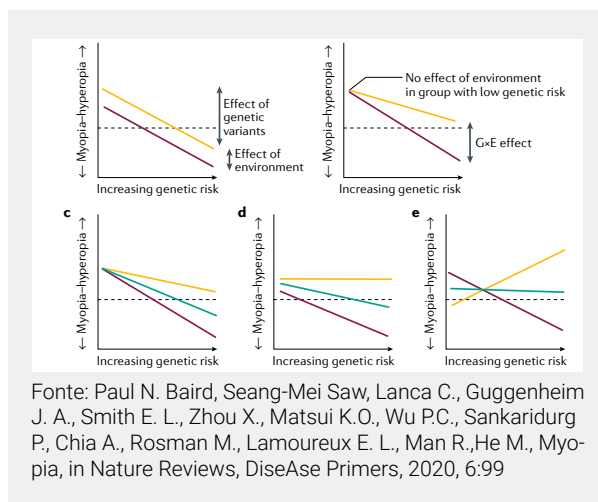 ← Myopia–hyperopia →
Effect of
genetic
variants
Effect of
environment
Increasing genetic risk
← Myopia–hyperopia →
No effect of environment
in group with low genetic risk
G×E effect
Increasing genetic risk
c
← Myopia–hyperopia →
Increasing genetic risk
d
← Myopia–hyperopia →
Increasing genetic risk
e
← Myopia–hyperopia →
Increasing genetic risk
Fonte: Paul N. Baird, Seang-Mei Saw, Lanca C., Guggenheim
J. A., Smith E. L., Zhou X., Matsui K.O., Wu P.C., Sankaridurg
P., Chia A., Rosman M., Lamoureux E. L., Man R.,He M., Myo-
pia, in Nature Reviews, DiseAse Primers, 2020, 6:99